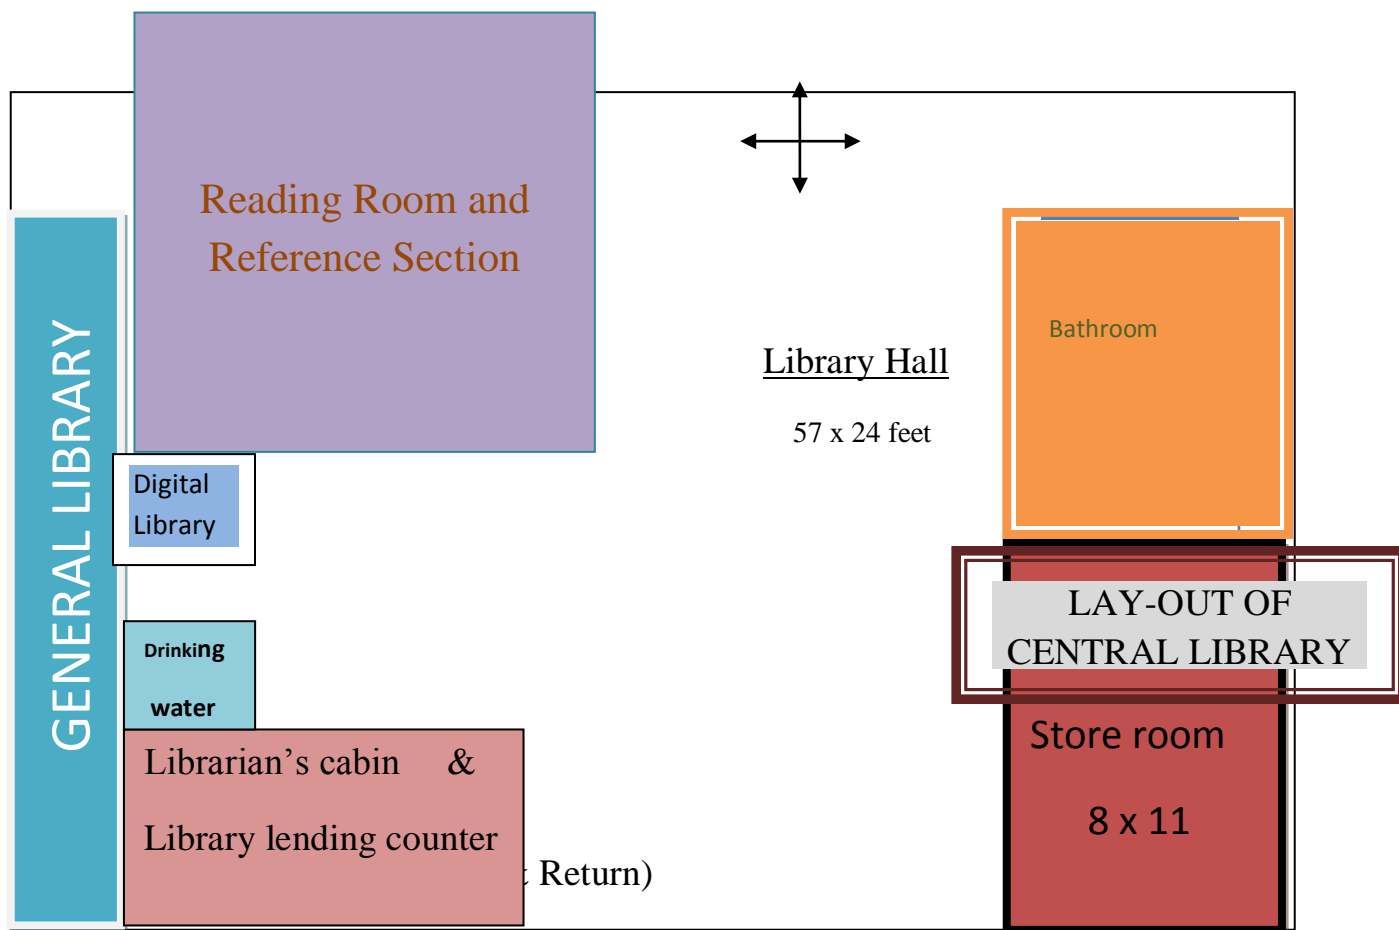 Reading Room and
Reference Section
GENERAL LIBRARY
Bathroom
Library Hall
57 x 24 feet
Digital
Library
LAY-OUT OF
CENTRAL LIBRARY
Drinking
water
Store room
8 x 11
Librarian’s cabin &
Library lending counter
Return)